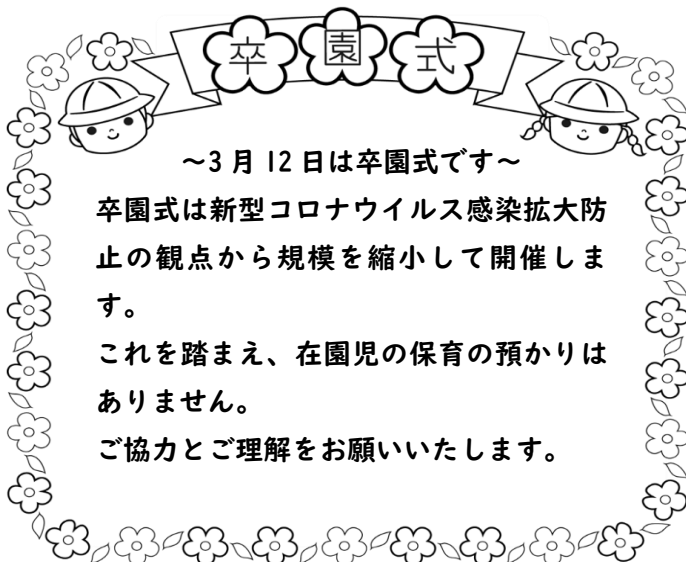 卒園式
～3月12日は卒園式です～
卒園式は新型コロナウイルス感染拡大防
止の観点から規模を縮小して開催しま
す。
これを踏まえ、在園児の保育の預かりは
ありません。
ご協力とご理解をお願いいたします。